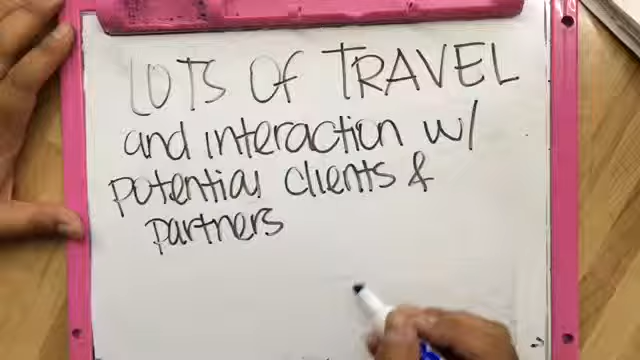 LOTS OF TRAVEL
and interaction w/
potential clients &
partners